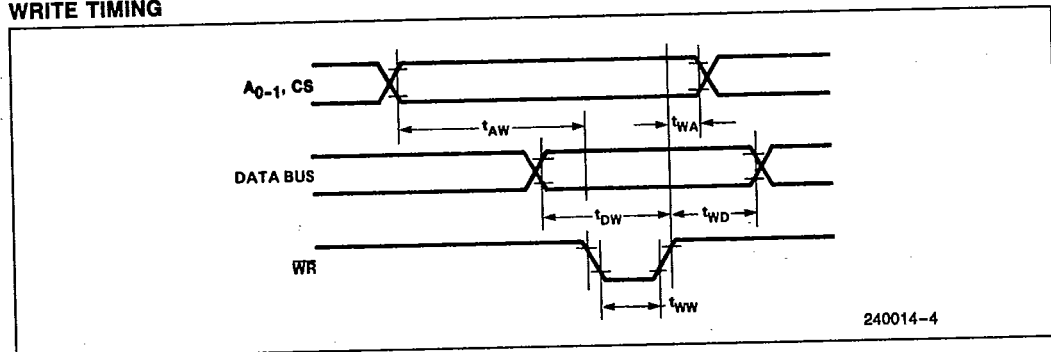 WRITE TIMING
A0-1, CS
tAW
tWA
DATA BUS
tDW
tWD
WR
tWW
240014-4